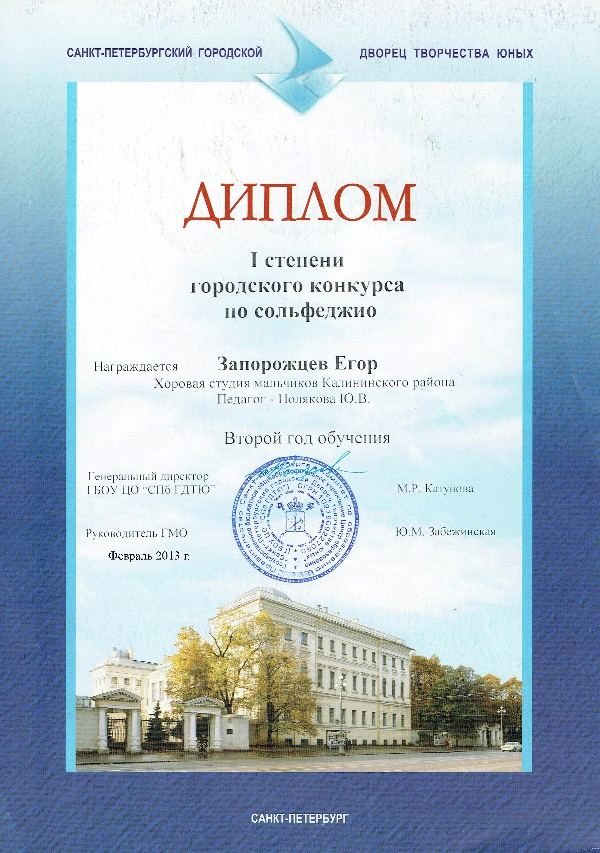 САНКТ-ПЕТЕРБУРГСКИЙ ГОРОДСКОЙ ДВОРЕЦ ТВОРЧЕСТВА ЮНЫХ
ДИПЛОМ
I степени
городского конкурса
по сольфеджио
Награждается Запорожцев Егор
Хоровая студия мальчиков Калининского района
Педагог - Полякова Ю.В.
Второй год обучения
Генеральный директор
ГБОУ ЦО "СПб ГДТЮ" М.Р. Катунова
Руководитель ГМО Ю.М. Забежинская
Февраль 2013 г.
САНКТ-ПЕТЕРБУРГ